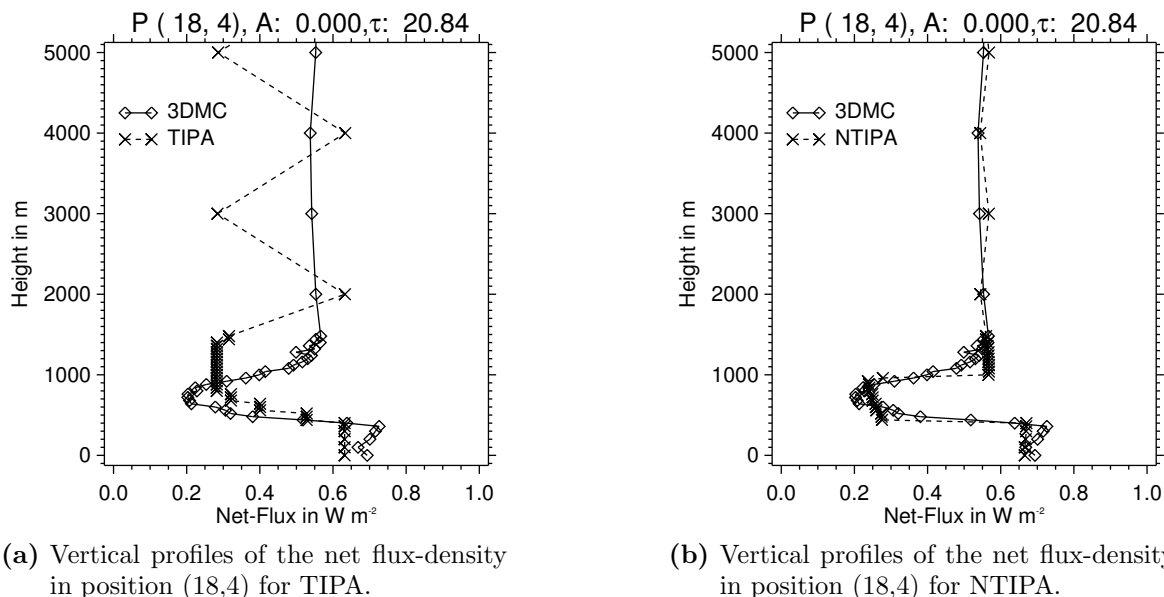 P ( 18, 4), A:  0.000,τ:  20.84
5000
4000
3000
2000
1000
0
Height in m
3DMC
TIPA
0.0 0.2 0.4 0.6 0.8 1.0
Net-Flux in W m-2
(a) Vertical profiles of the net flux-density
in position (18,4) for TIPA.
P ( 18, 4), A:  0.000,τ:  20.84
5000
4000
3000
2000
1000
0
Height in m
3DMC
NTIPA
0.0 0.2 0.4 0.6 0.8 1.0
Net-Flux in W m-2
(b) Vertical profiles of the net flux-density
in position (18,4) for NTIPA.